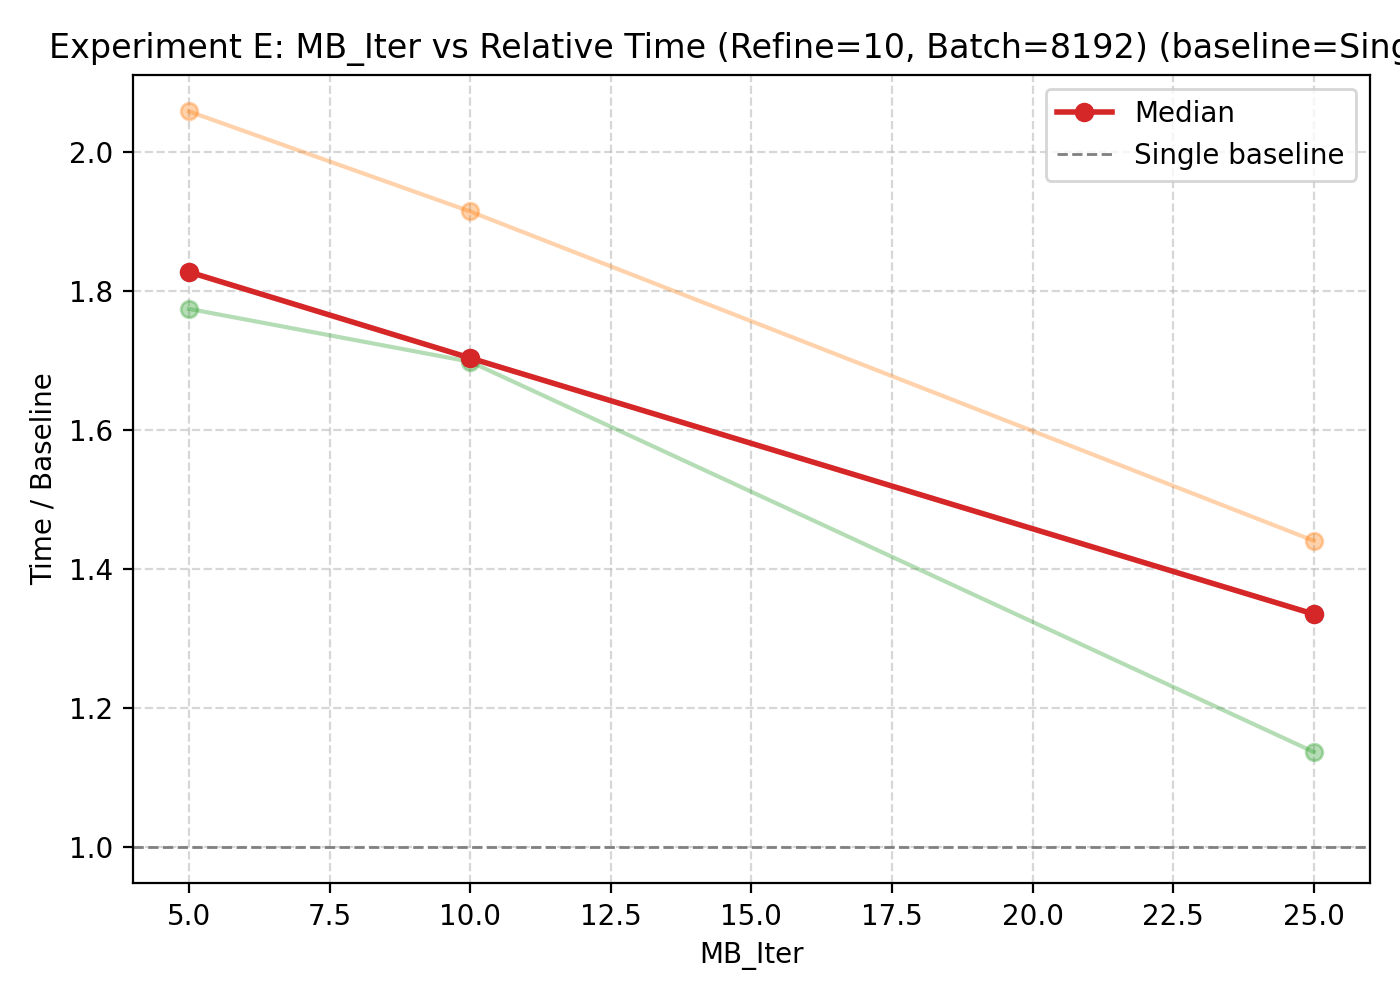 Experiment E: MB_Iter vs Relative Time (Refine=10, Batch=8192) (baseline=Sing
Median
Single baseline
2.0
1.8
1.6
1.4
1.2
1.0
Time / Baseline
5.0 7.5 10.0 12.5 15.0 17.5 20.0 22.5 25.0
MB_Iter